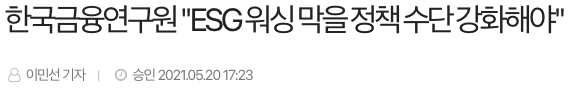 한국금융연구원 "ESG 워싱 막을 정책 수단 강화해야"
이민선 기자 | 승인 2021.05.20 17:23